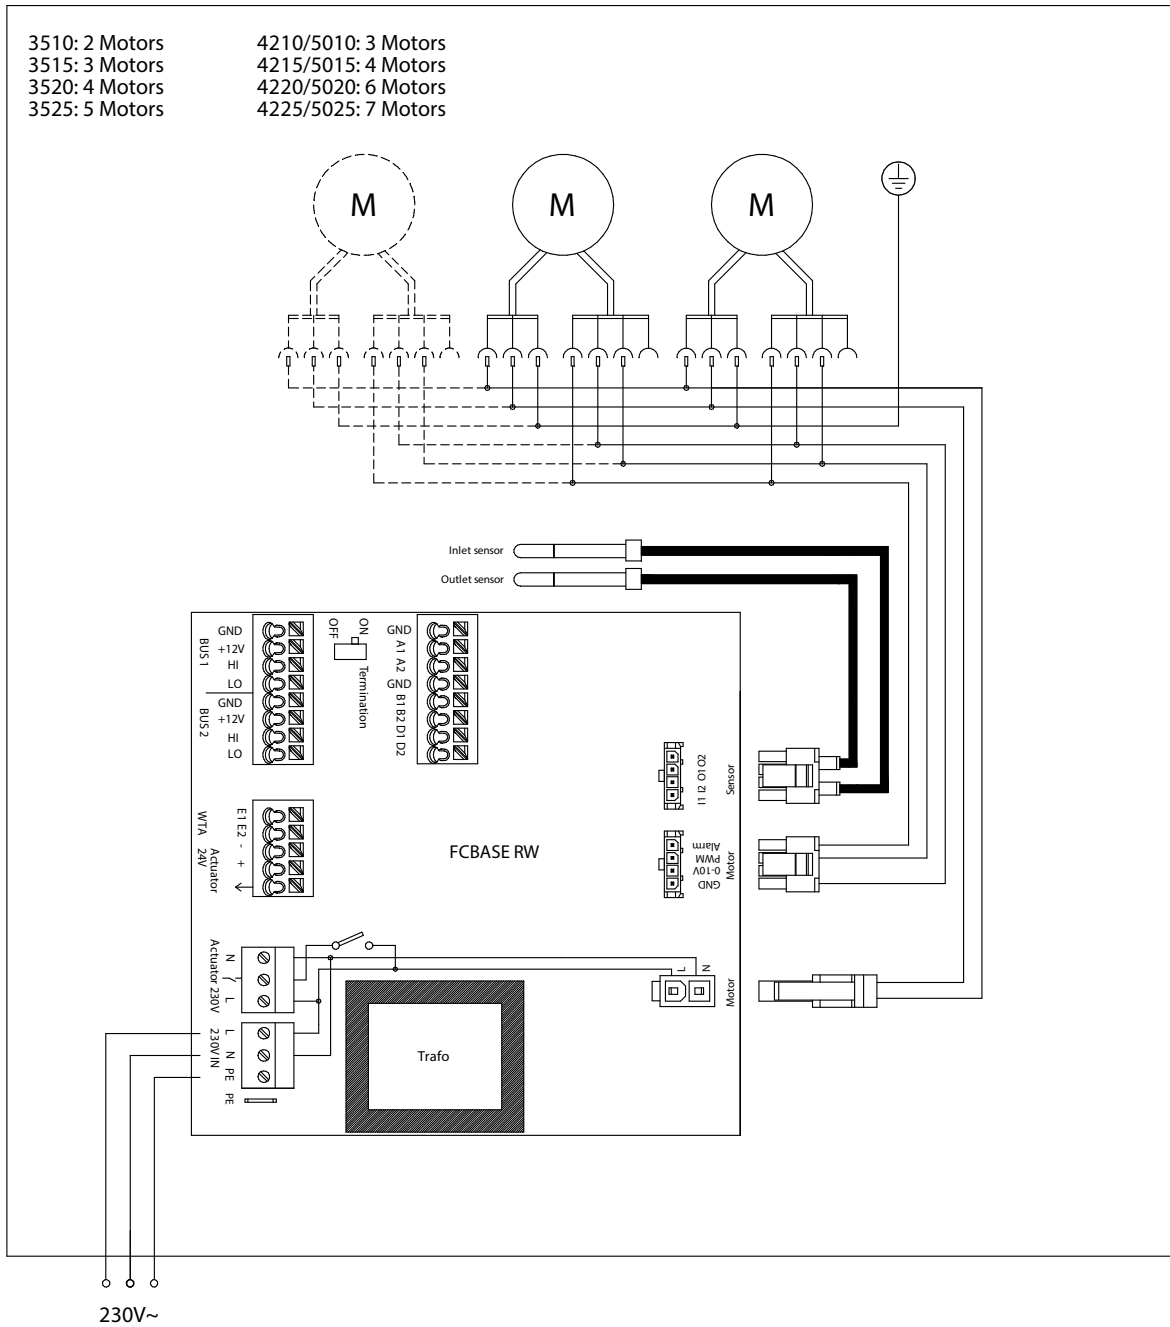 3510: 2 Motors
3515: 3 Motors
3520: 4 Motors
3525: 5 Motors
4210/5010: 3 Motors
4215/5015: 4 Motors
4220/5020: 6 Motors
4225/5025: 7 Motors
M
M
M
Inlet sensor
Outlet sensor
BUS1
GND
+12V
HI
LO
BUS2
GND
+12V
HI
LO
ON
OFF
Termination
GND
A1 A2
GND
B1 B2 D1 D2
I1 I2 O1 O2
Sensor
WTA
E1 E2 - +
Actuator
24V
FCBASE RW
Alarm
PWM
0-10V
GND
Motor
Actuator 230V
N
L
L N
Motor
230V IN
L N PE
PE
Trafo
230V~